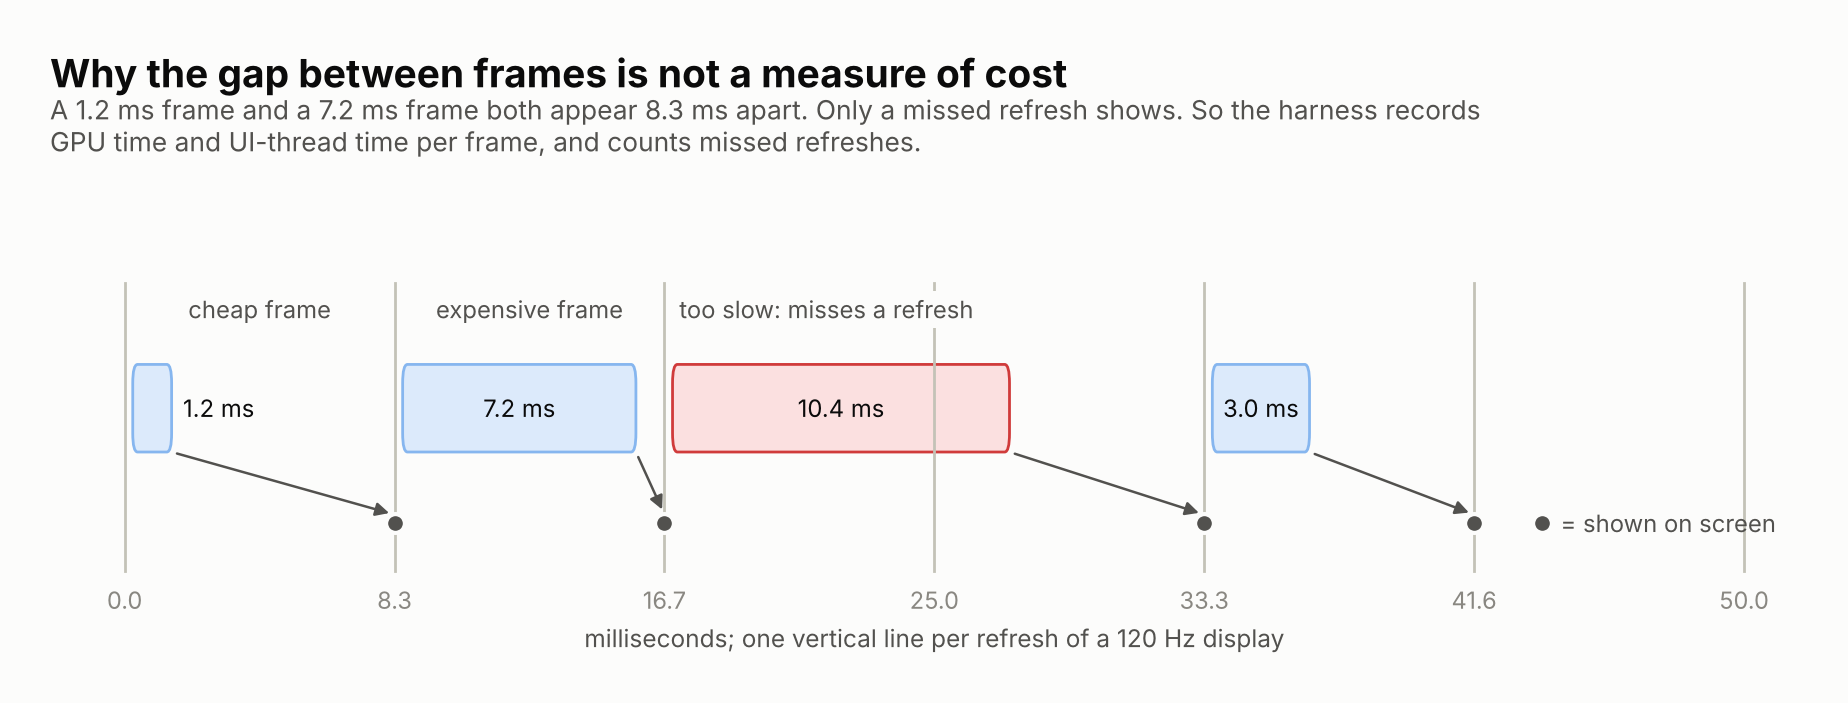 Why the gap between frames is not a measure of cost
A 1.2 ms frame and a 7.2 ms frame both appear 8.3 ms apart. Only a missed refresh shows. So the harness records
GPU time and UI-thread time per frame, and counts missed refreshes.
cheap frame
expensive frame
too slow: misses a refresh
1.2 ms
7.2 ms
10.4 ms
3.0 ms
= shown on screen
0.0
8.3
16.7
25.0
33.3
41.6
50.0
milliseconds; one vertical line per refresh of a 120 Hz display